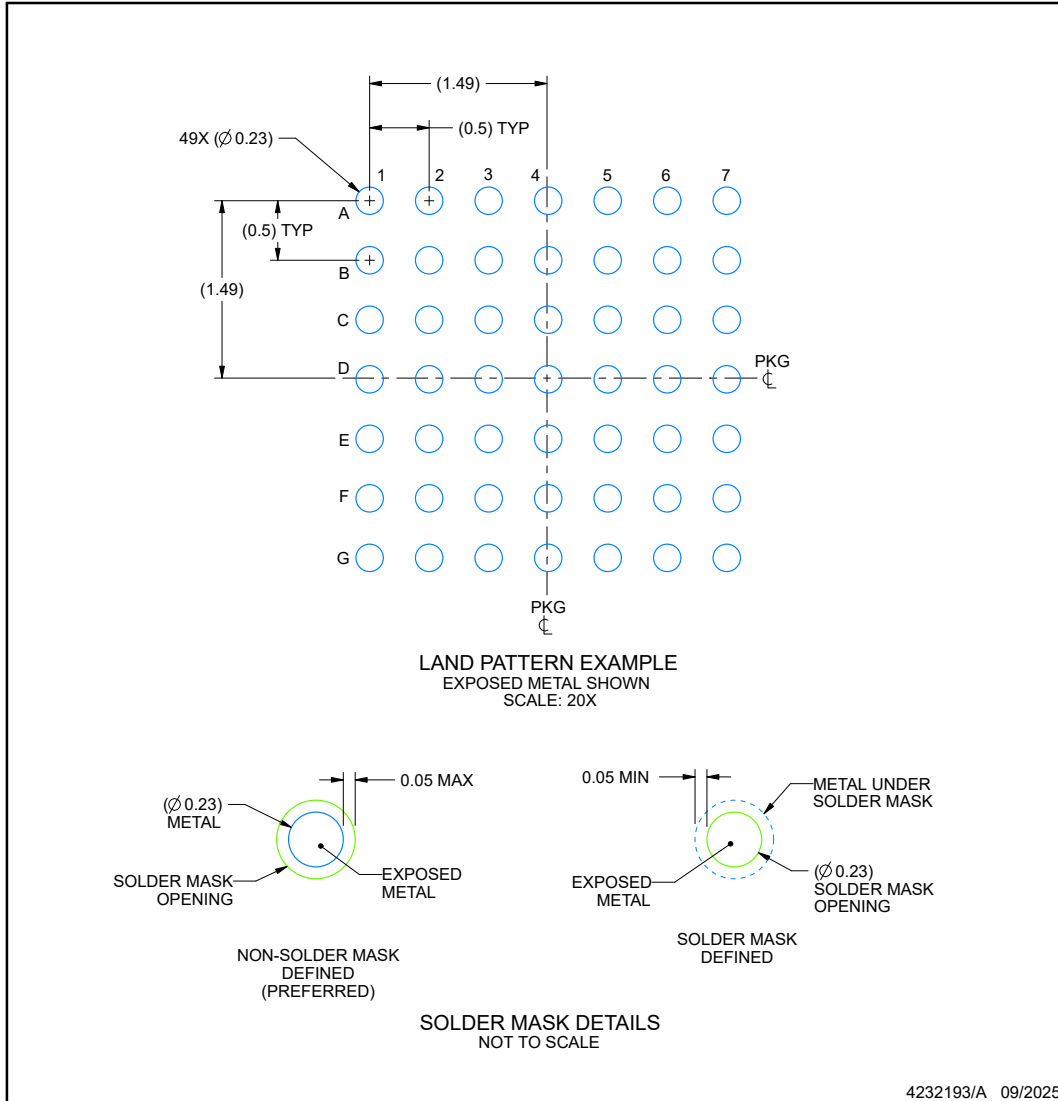 (1.49)
(0.5) TYP
49X (∅ 0.23)
1 2 3 4 5 6 7
A
(0.5) TYP
B
(1.49)
C
D
PKG
℄
E
F
G
PKG
℄
LAND PATTERN EXAMPLE
EXPOSED METAL SHOWN
SCALE: 20X
0.05 MAX
(∅ 0.23)
METAL
SOLDER MASK
OPENING
EXPOSED
METAL
NON-SOLDER MASK
DEFINED
(PREFERRED)
0.05 MIN
METAL UNDER
SOLDER MASK
EXPOSED
METAL
(∅ 0.23)
SOLDER MASK
OPENING
SOLDER MASK
DEFINED
SOLDER MASK DETAILS
NOT TO SCALE
4232193/A 09/2025